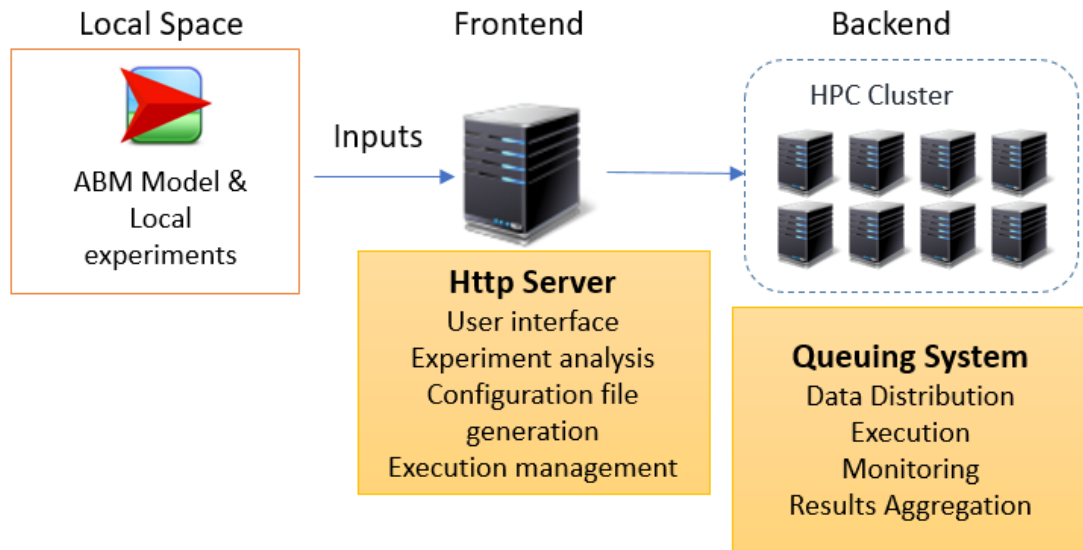 Local Space
ABM Model &
Local
experiments
Inputs
Frontend
Http Server
User interface
Experiment analysis
Configuration file
generation
Execution management
Backend
HPC Cluster
Queuing System
Data Distribution
Execution
Monitoring
Results Aggregation